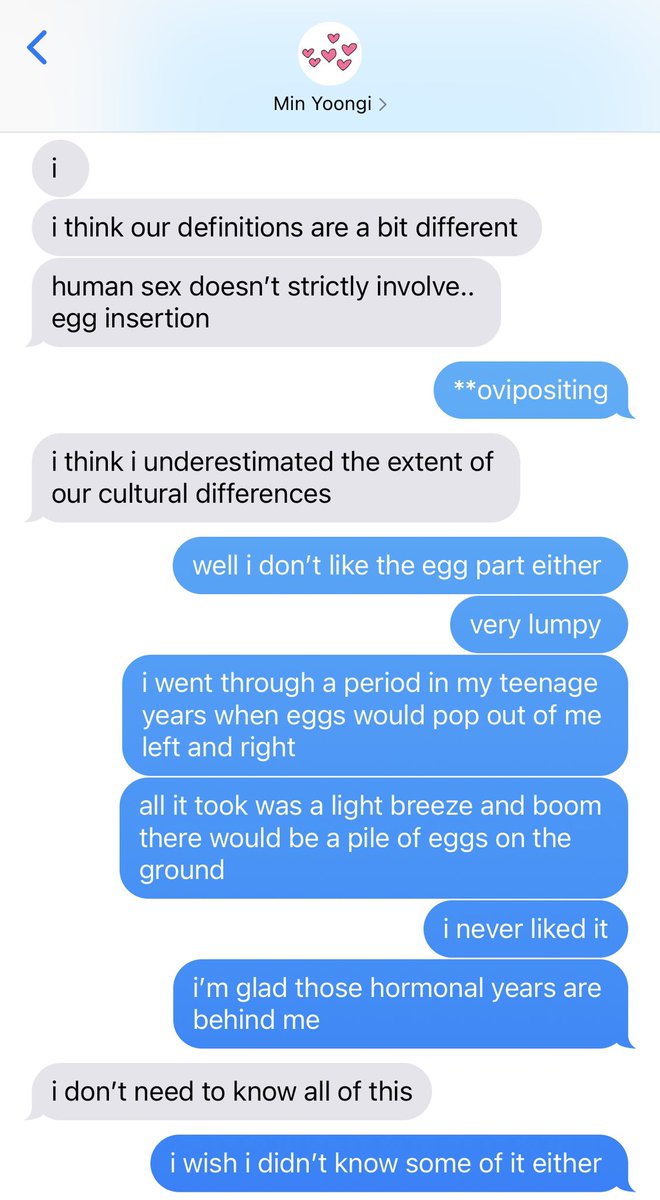 Min Yoongi
i
i think our definitions are a bit different
human sex doesn’t strictly involve..
egg insertion
**ovipositing
i think i underestimated the extent of
our cultural differences
well i don’t like the egg part either
very lumpy
i went through a period in my teenage
years when eggs would pop out of me
left and right
all it took was a light breeze and boom
there would be a pile of eggs on the
ground
i never liked it
i’m glad those hormonal years are
behind me
i don’t need to know all of this
i wish i didn’t know some of it either